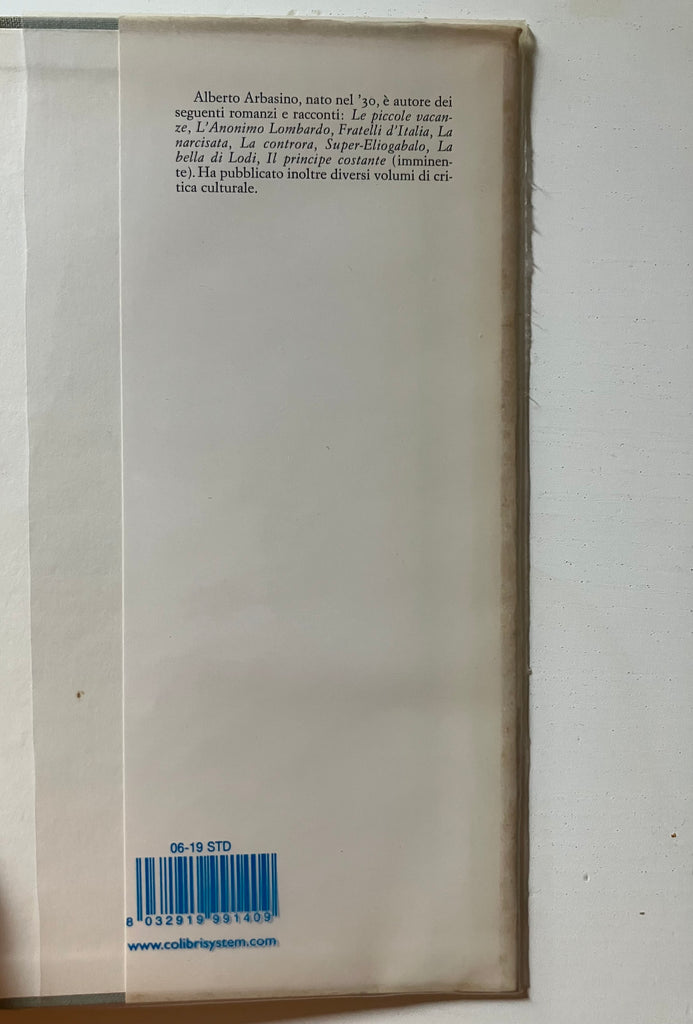 Alberto Arbasino, nato nel '30, è autore dei
seguenti romanzi e racconti: Le piccole vacan-
ze, L'Anonimo Lombardo, Fratelli d'Italia, La
narcisata, La controra, Super-Eliogabalo, La
bella di Lodi, Il principe costante (imminen-
te). Ha pubblicato inoltre diversi volumi di cri-
tica culturale.
06-19 STD
8 032919 991409
www.colibrisystem.com